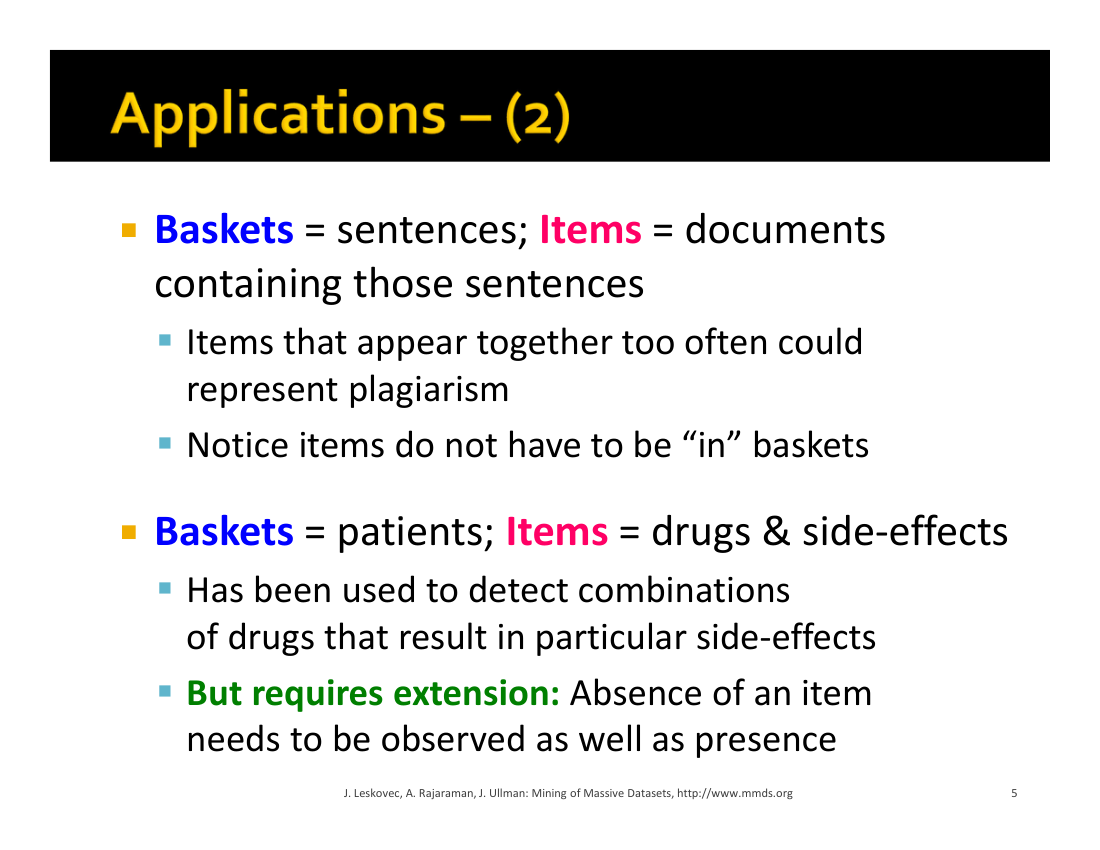 Applications – (2)
Baskets = sentences; Items = documents
containing those sentences
Items that appear together too often could
represent plagiarism
Notice items do not have to be “in” baskets
Baskets = patients; Items = drugs & side-effects
Has been used to detect combinations
of drugs that result in particular side-effects
But requires extension: Absence of an item
needs to be observed as well as presence
J. Leskovec, A. Rajaraman, J. Ullman: Mining of Massive Datasets, http://www.mmds.org
5